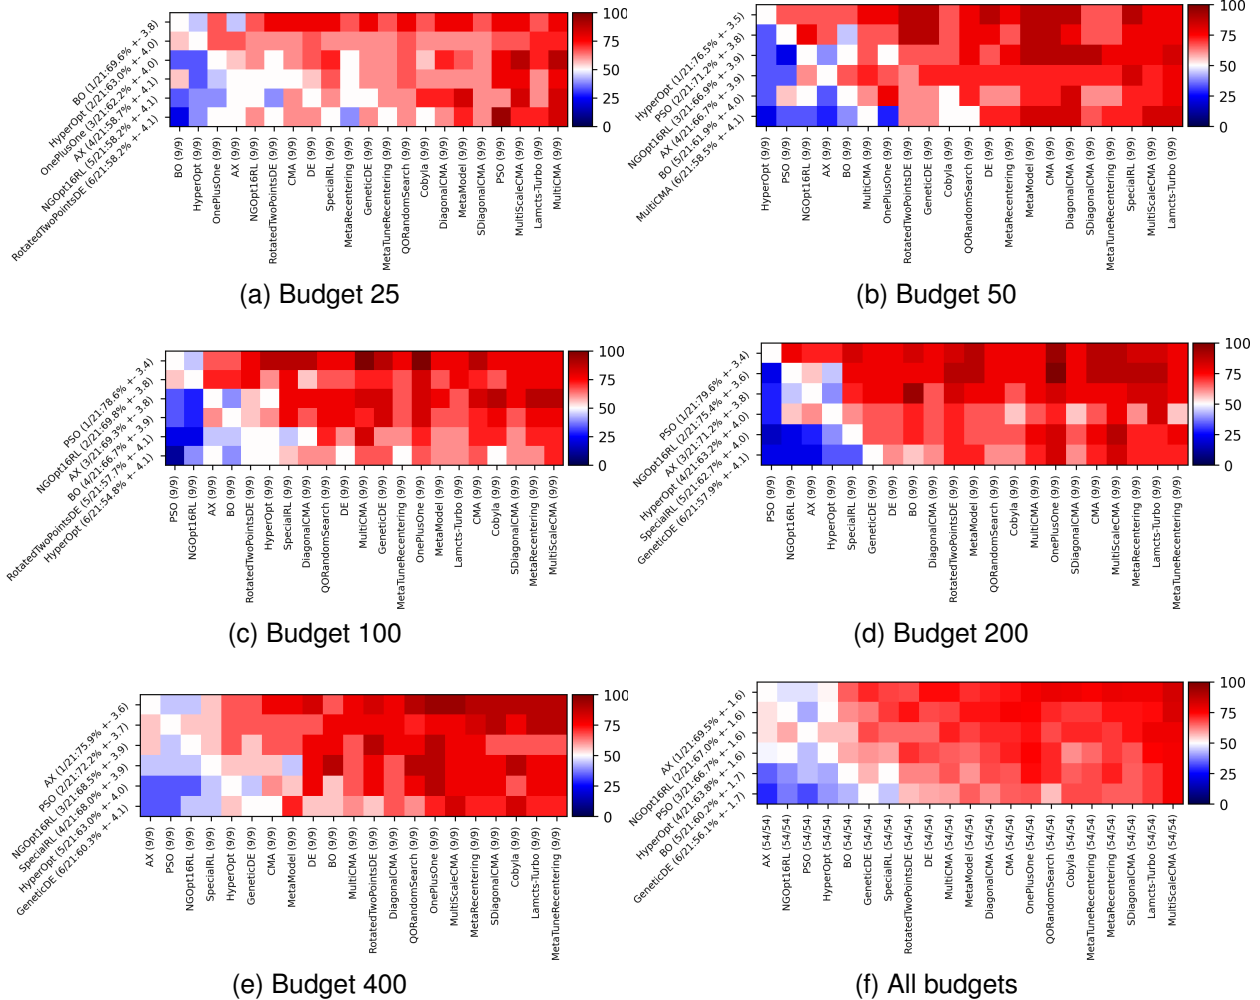 BO (1/21:69.6% +- 3.8)
HyperOpt (2/21:63.0% +- 4.0)
OnePlusOne (3/21:62.2% +- 4.0)
AX (4/21:58.7% +- 4.1)
NGOpt16RL (5/21:58.2% +- 4.1)
RotatedTwoPointsDE (6/21:58.2% +- 4.1)
BO (9/9)
HyperOpt (9/9)
OnePlusOne (9/9)
AX (9/9)
NGOpt16RL (9/9)
RotatedTwoPointsDE (9/9)
CMA (9/9)
DE (9/9)
SpecialRL (9/9)
MetaRecentering (9/9)
GeneticDE (9/9)
MetaTuneRecentering (9/9)
QORandomSearch (9/9)
Cobyla (9/9)
DiagonalCMA (9/9)
MetaModel (9/9)
SDiagonalCMA (9/9)
PSO (9/9)
MultiScaleCMA (9/9)
Lamcts-Turbo (9/9)
MultiCMA (9/9)
100
75
50
25
0
(a) Budget 25
HyperOpt (1/21:76.5% +- 3.5)
PSO (2/21:71.2% +- 3.8)
NGOpt16RL (3/21:66.9% +- 3.9)
AX (4/21:66.7% +- 3.9)
BO (5/21:61.9% +- 4.0)
MultiCMA (6/21:58.5% +- 4.1)
HyperOpt (9/9)
PSO (9/9)
NGOpt16RL (9/9)
AX (9/9)
BO (9/9)
MultiCMA (9/9)
OnePlusOne (9/9)
RotatedTwoPointsDE (9/9)
GeneticDE (9/9)
Cobyla (9/9)
QORandomSearch (9/9)
DE (9/9)
MetaRecentering (9/9)
MetaModel (9/9)
CMA (9/9)
DiagonalCMA (9/9)
SDiagonalCMA (9/9)
MetaTuneRecentering (9/9)
SpecialRL (9/9)
MultiScaleCMA (9/9)
Lamcts-Turbo (9/9)
100
75
50
25
0
(b) Budget 50
PSO (1/21:78.6% +- 3.4)
NGOpt16RL (2/21:69.8% +- 3.8)
AX (3/21:69.3% +- 3.8)
BO (4/21:66.7% +- 3.9)
RotatedTwoPointsDE (5/21:57.7% +- 4.1)
HyperOpt (6/21:54.8% +- 4.1)
PSO (9/9)
NGOpt16RL (9/9)
AX (9/9)
BO (9/9)
RotatedTwoPointsDE (9/9)
HyperOpt (9/9)
SpecialRL (9/9)
DiagonalCMA (9/9)
QORandomSearch (9/9)
DE (9/9)
MultiCMA (9/9)
GeneticDE (9/9)
MetaTuneRecentering (9/9)
OnePlusOne (9/9)
MetaModel (9/9)
Lamcts-Turbo (9/9)
CMA (9/9)
Cobyla (9/9)
SDiagonalCMA (9/9)
MetaRecentering (9/9)
MultiScaleCMA (9/9)
100
75
50
25
0
(c) Budget 100
PSO (1/21:79.6% +- 3.4)
NGOpt16RL (2/21:75.4% +- 3.6)
AX (3/21:71.2% +- 3.8)
HyperOpt (4/21:63.2% +- 4.0)
SpecialRL (5/21:62.7% +- 4.0)
GeneticDE (6/21:57.9% +- 4.1)
PSO (9/9)
NGOpt16RL (9/9)
AX (9/9)
HyperOpt (9/9)
SpecialRL (9/9)
GeneticDE (9/9)
DE (9/9)
BO (9/9)
DiagonalCMA (9/9)
RotatedTwoPointsDE (9/9)
MetaModel (9/9)
QORandomSearch (9/9)
Cobyla (9/9)
MultiCMA (9/9)
OnePlusOne (9/9)
SDiagonalCMA (9/9)
CMA (9/9)
MultiScaleCMA (9/9)
MetaRecentering (9/9)
Lamcts-Turbo (9/9)
MetaTuneRecentering (9/9)
100
75
50
25
0
(d) Budget 200
AX (1/21:75.9% +- 3.6)
PSO (2/21:72.2% +- 3.7)
NGOpt16RL (3/21:68.5% +- 3.9)
SpecialRL (4/21:68.0% +- 3.9)
HyperOpt (5/21:63.0% +- 4.0)
GeneticDE (6/21:60.3% +- 4.1)
AX (9/9)
PSO (9/9)
NGOpt16RL (9/9)
SpecialRL (9/9)
HyperOpt (9/9)
GeneticDE (9/9)
CMA (9/9)
MetaModel (9/9)
DE (9/9)
BO (9/9)
MultiCMA (9/9)
RotatedTwoPointsDE (9/9)
DiagonalCMA (9/9)
QORandomSearch (9/9)
OnePlusOne (9/9)
MultiScaleCMA (9/9)
MetaRecentering (9/9)
SDiagonalCMA (9/9)
Cobyla (9/9)
Lamcts-Turbo (9/9)
MetaTuneRecentering (9/9)
100
75
50
25
0
(e) Budget 400
AX (1/21:69.5% +- 1.6)
NGOpt16RL (2/21:67.0% +- 1.6)
PSO (3/21:66.7% +- 1.6)
HyperOpt (4/21:63.8% +- 1.6)
BO (5/21:60.2% +- 1.7)
GeneticDE (6/21:56.1% +- 1.7)
AX (54/54)
NGOpt16RL (54/54)
PSO (54/54)
HyperOpt (54/54)
BO (54/54)
GeneticDE (54/54)
SpecialRL (54/54)
RotatedTwoPointsDE (54/54)
DE (54/54)
MultiCMA (54/54)
MetaModel (54/54)
DiagonalCMA (54/54)
CMA (54/54)
OnePlusOne (54/54)
QORandomSearch (54/54)
Cobyla (54/54)
MetaTuneRecentering (54/54)
MetaRecentering (54/54)
SDiagonalCMA (54/54)
Lamcts-Turbo (54/54)
MultiScaleCMA (54/54)
100
75
50
25
0
(f) All budgets